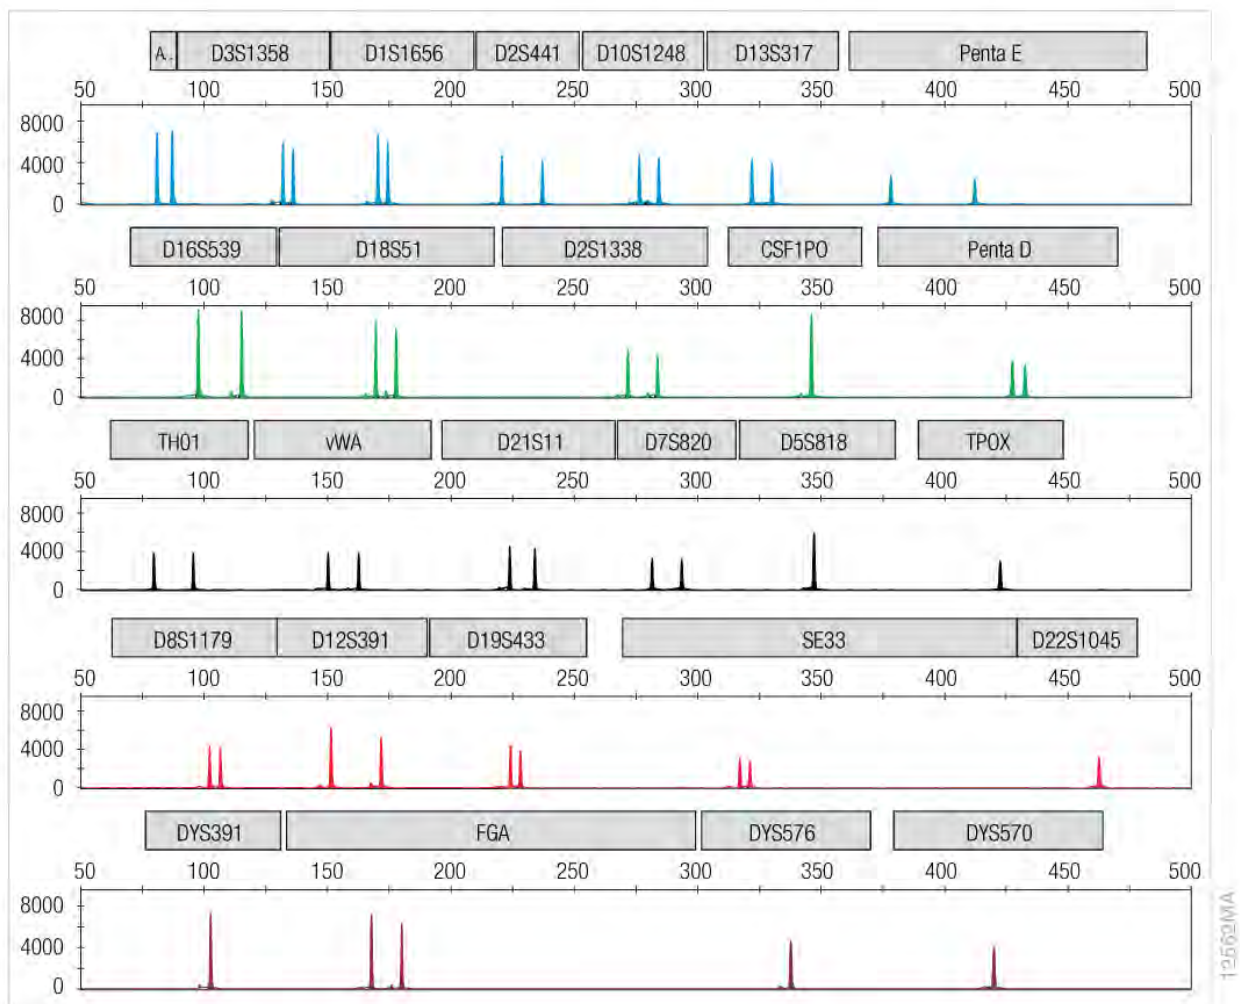 A. D3S1358 D1S1656 D2S441 D10S1248 D13S317 Penta E
50 100 150 200 250 300 350 400 450 500
8000
4000
0
D16S539 D18S51 D2S1338 CSF1PO Penta D
50 100 150 200 250 300 350 400 450 500
8000
4000
0
TH01 vWA D21S11 D7S820 D5S818 TPOX
50 100 150 200 250 300 350 400 450 500
8000
4000
0
D8S1179 D12S391 D19S433 SE33 D22S1045
50 100 150 200 250 300 350 400 450 500
8000
4000
0
DYS391 FGA DYS576 DYS570
50 100 150 200 250 300 350 400 450 500
8000
4000
0
12562MA